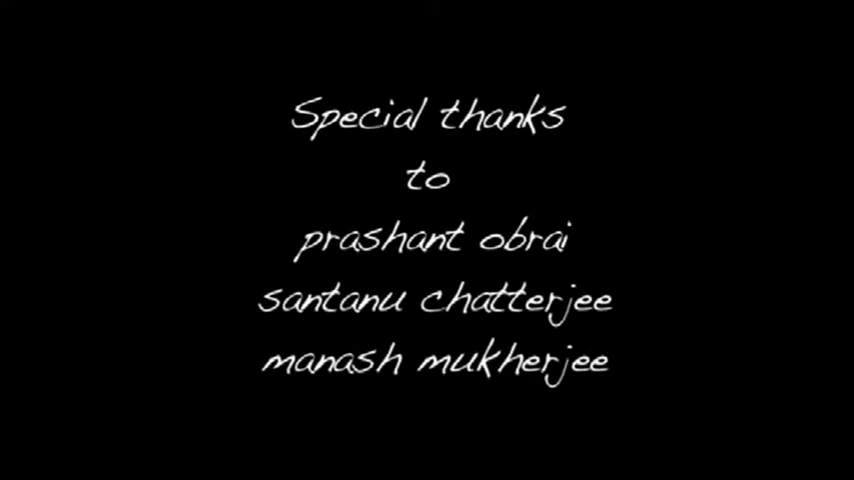 Special thanks
to
prashant obrai
santanu chatterjee
manash mukherjee